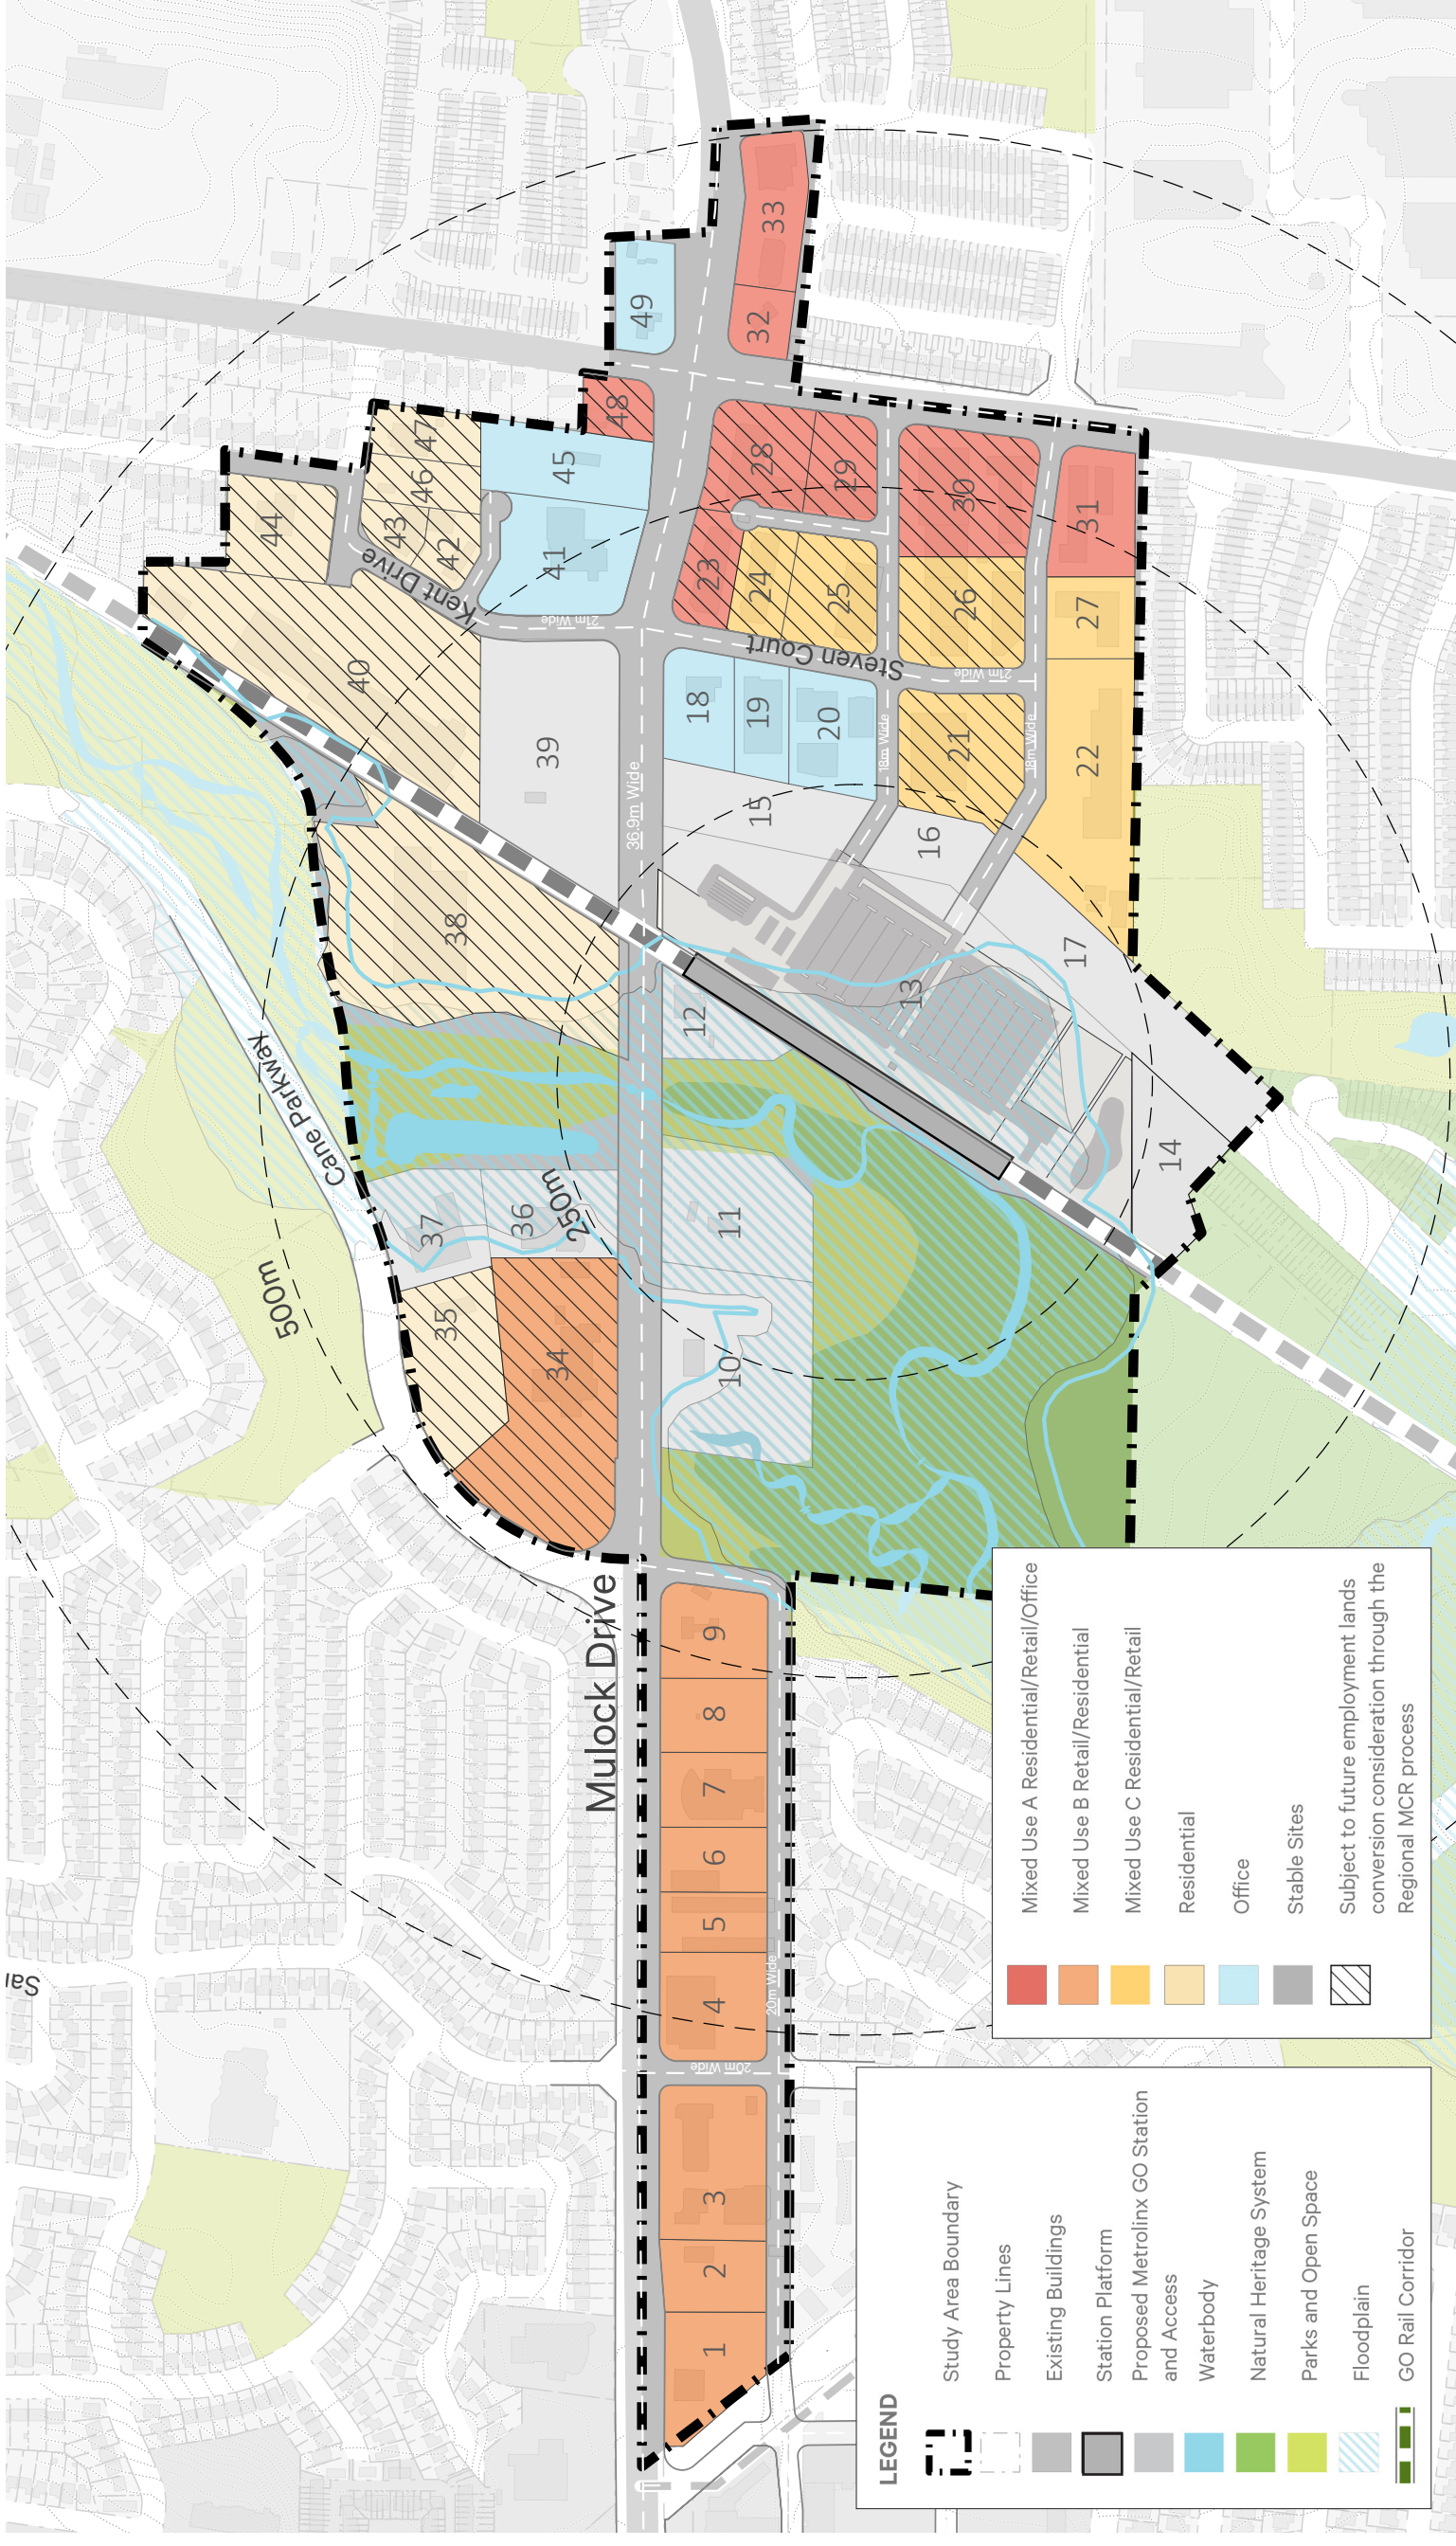 500m
Cane Parkway
250m
Mulock Drive
Kent Drive
Steven Court
36.9m Wide
21m Wide
21m Wide
18m Wide
18m Wide
20m Wide
20m Wide
1
2
3
4
5
6
7
8
9
10
11
12
13
14
15
16
17
18
19
20
21
22
23
24
25
26
27
28
29
30
31
32
33
34
35
36
37
38
39
40
41
42
43
44
45
46
47
48
49
LEGEND
Study Area Boundary
Property Lines
Existing Buildings
Station Platform
Proposed Metrolinx GO Station
and Access
Waterbody
Natural Heritage System
Parks and Open Space
Floodplain
GO Rail Corridor
Mixed Use A Residential/Retail/Office
Mixed Use B Retail/Residential
Mixed Use C Residential/Retail
Residential
Office
Stable Sites
Subject to future employment lands
conversion consideration through the
Regional MCR process